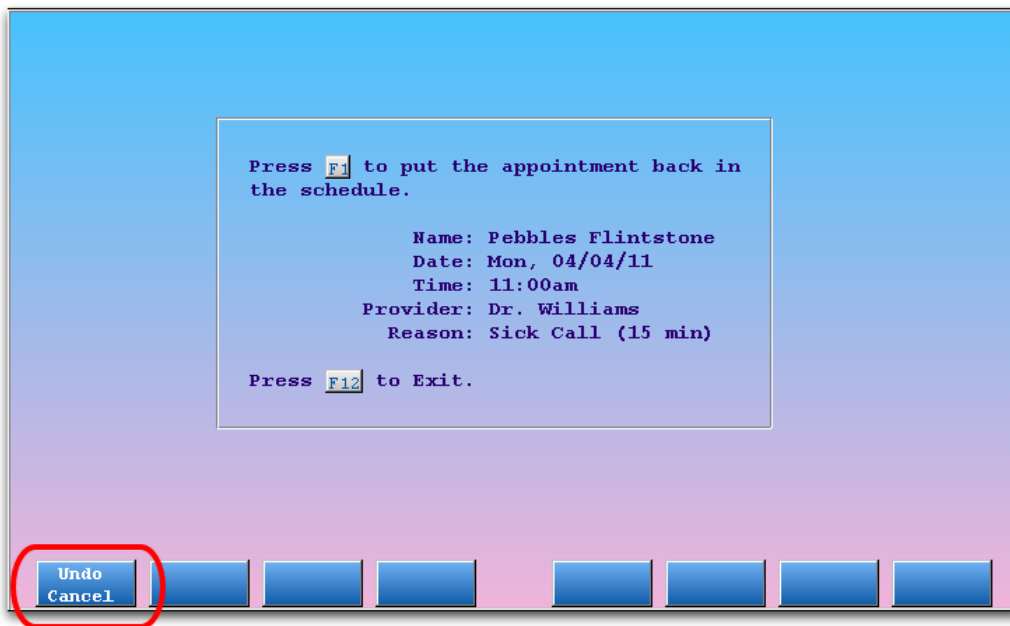 Press F1 to put the appointment back in
the schedule.
Name: Pebbles Flintstone
Date: Mon, 04/04/11
Time: 11:00am
Provider: Dr. Williams
Reason: Sick Call (15 min)
Press F12 to Exit.
Undo
Cancel